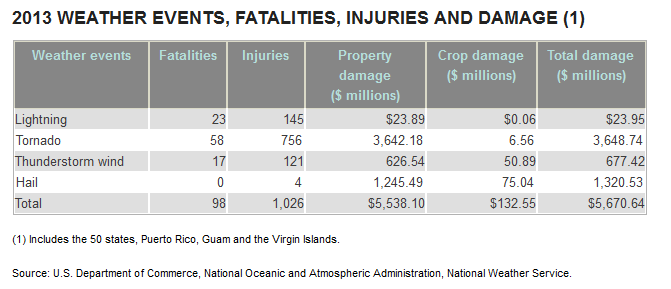 2013 WEATHER EVENTS, FATALITIES, INJURIES AND DAMAGE (1)
Weather events Fatalities Injuries Property damage ($ millions) Crop damage ($ millions) Total damage ($ millions)
Lightning 23 145 $23.89 $0.06 $23.95
Tornado 58 756 3,642.18 6.56 3,648.74
Thunderstorm wind 17 121 626.54 50.89 677.42
Hail 0 4 1,245.49 75.04 1,320.53
Total 98 1,026 $5,538.10 $132.55 $5,670.64
(1) Includes the 50 states, Puerto Rico, Guam and the Virgin Islands.
Source: U.S. Department of Commerce, National Oceanic and Atmospheric Administration, National Weather Service.